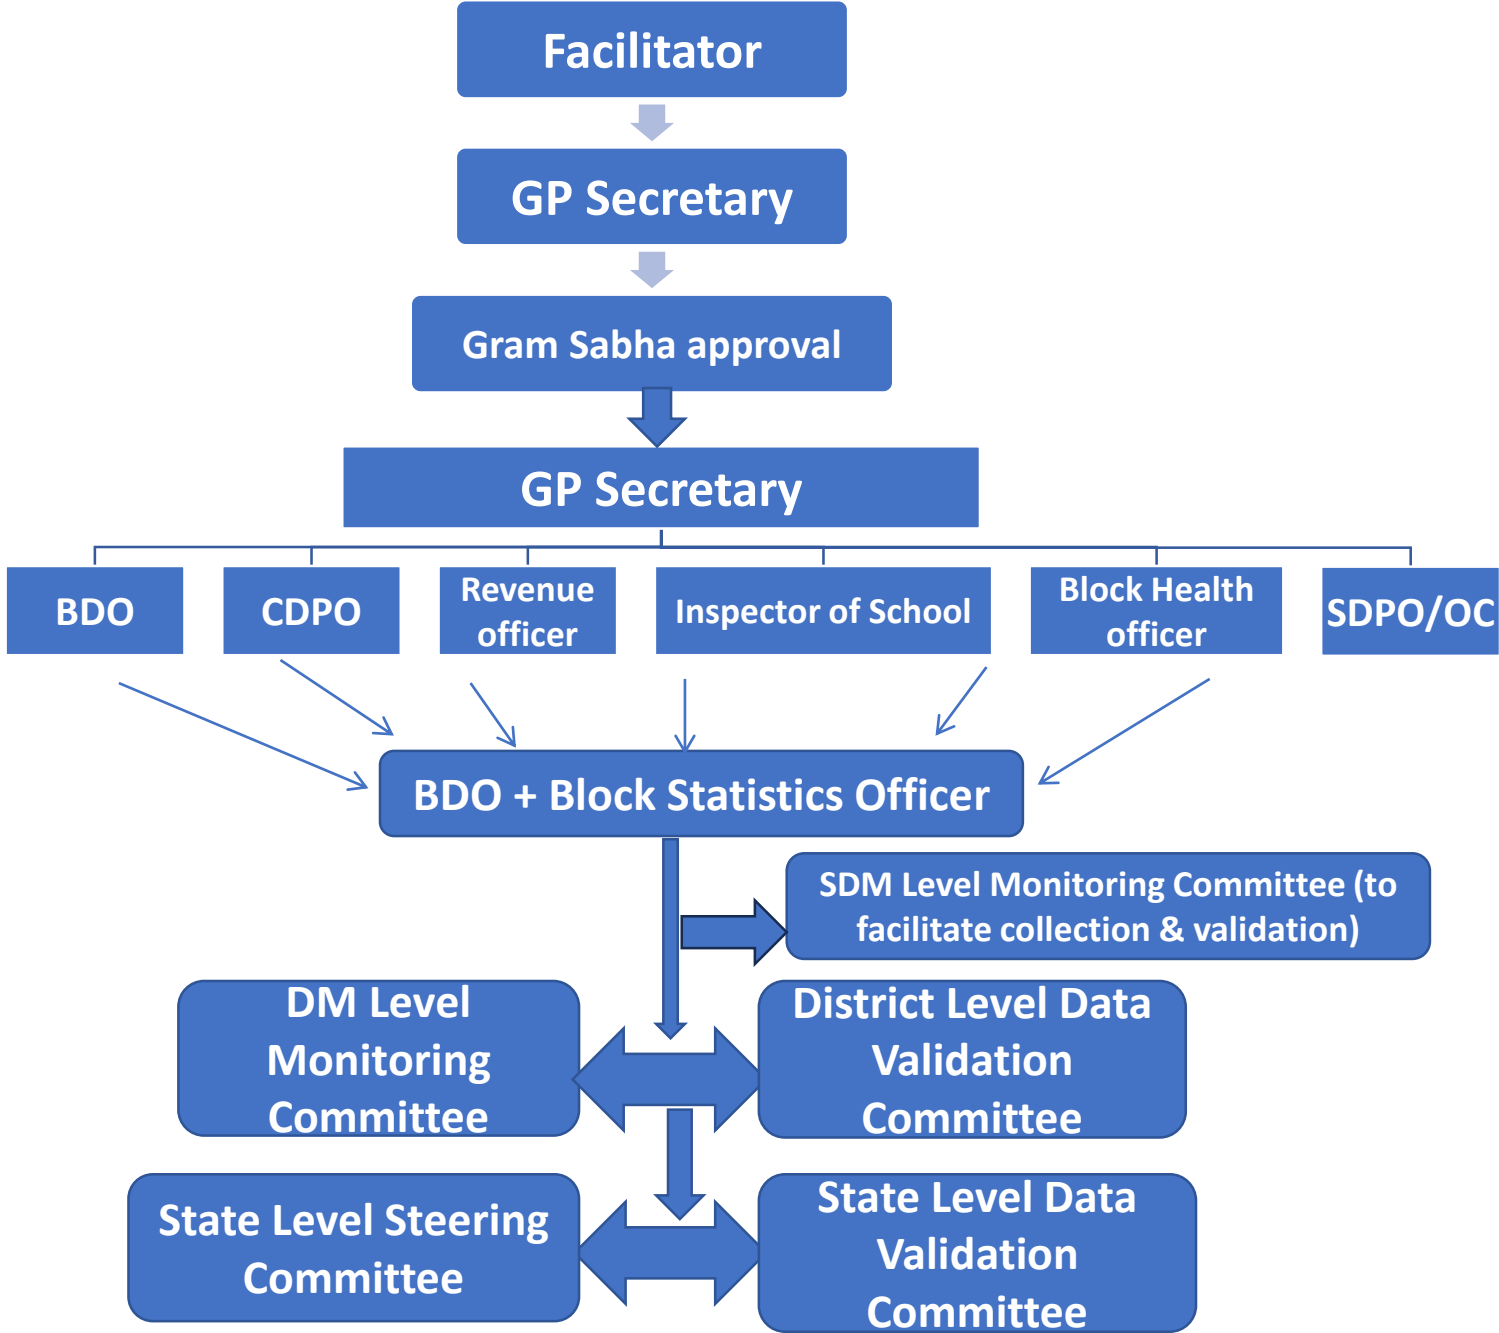 Facilitator
GP Secretary
Gram Sabha approval
GP Secretary
BDO
CDPO
Revenue
officer
Inspector of School
Block Health
officer
SDPO/OC
BDO + Block Statistics Officer
SDM Level Monitoring Committee (to
facilitate collection & validation)
DM Level
Monitoring
Committee
District Level Data
Validation
Committee
State Level Steering
Committee
State Level Data
Validation
Committee